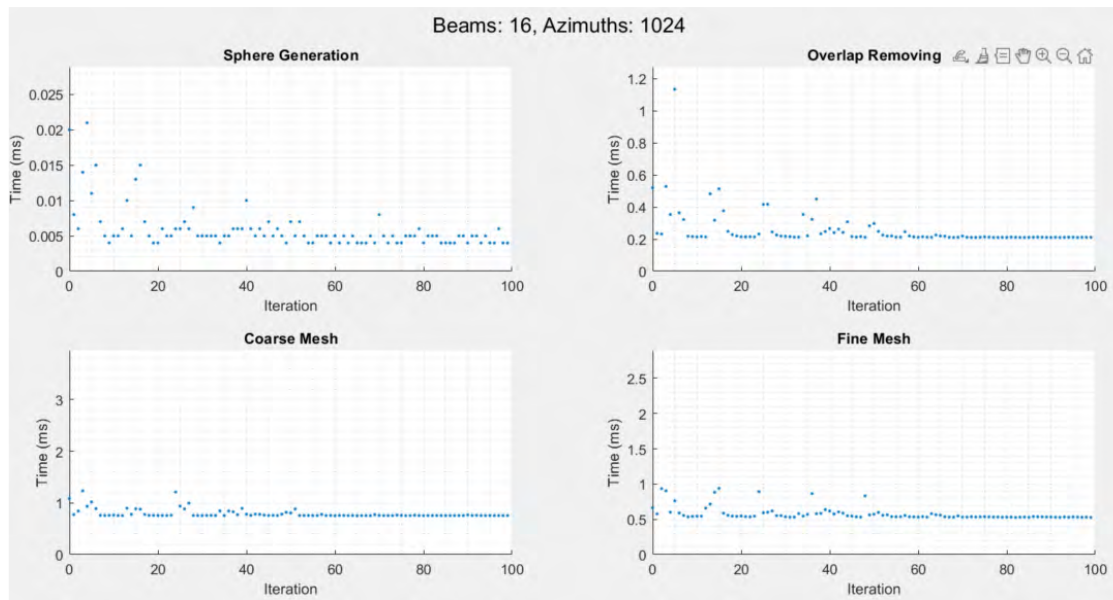 Beams: 16, Azimuths: 1024
Sphere Generation
0.025
0.02
0.015
0.01
0.005
0
Time (ms)
0 20 40 60 80 100
Iteration
Overlap Removing
1.2
1
0.8
0.6
0.4
0.2
0
Time (ms)
0 20 40 60 80 100
Iteration
Coarse Mesh
3
2
1
0
Time (ms)
0 20 40 60 80 100
Iteration
Fine Mesh
2.5
2
1.5
1
0.5
0
Time (ms)
0 20 40 60 80 100
Iteration